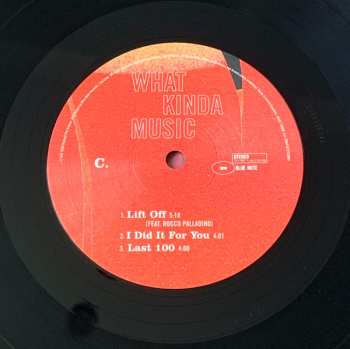 WHAT
KINDA
MUSIC
C.
STEREO
BLUE NOTE
1. Lift Off 5:10
(FEAT. ROCCO PALLADINO)
2. I Did It For You 4:01
3. Last 100 4:00